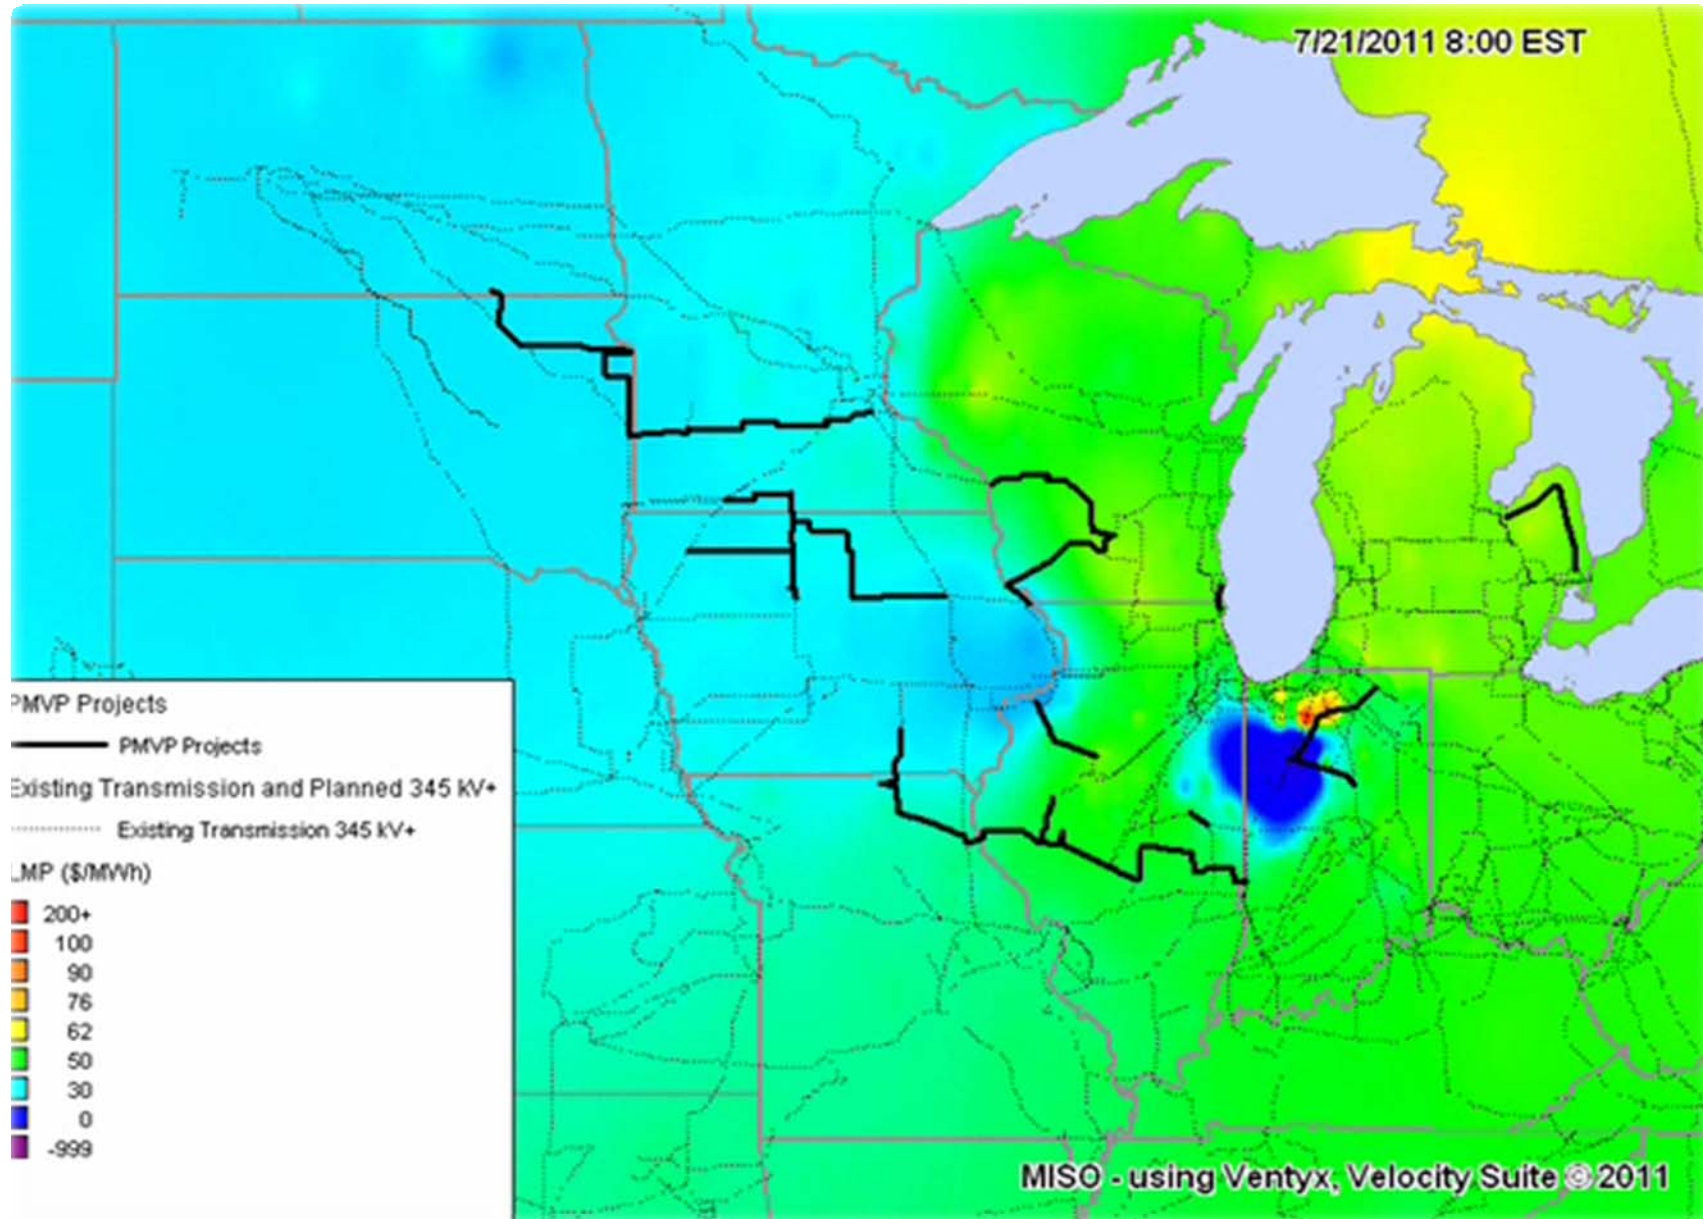 7/21/2011 8:00 EST
PMVP Projects
PMVP Projects
Existing Transmission and Planned 345 kV+
Existing Transmission 345 kV+
LMP ($/MWh)
200+
100
90
76
62
50
30
0
-999
MISO - using Ventyx, Velocity Suite © 2011